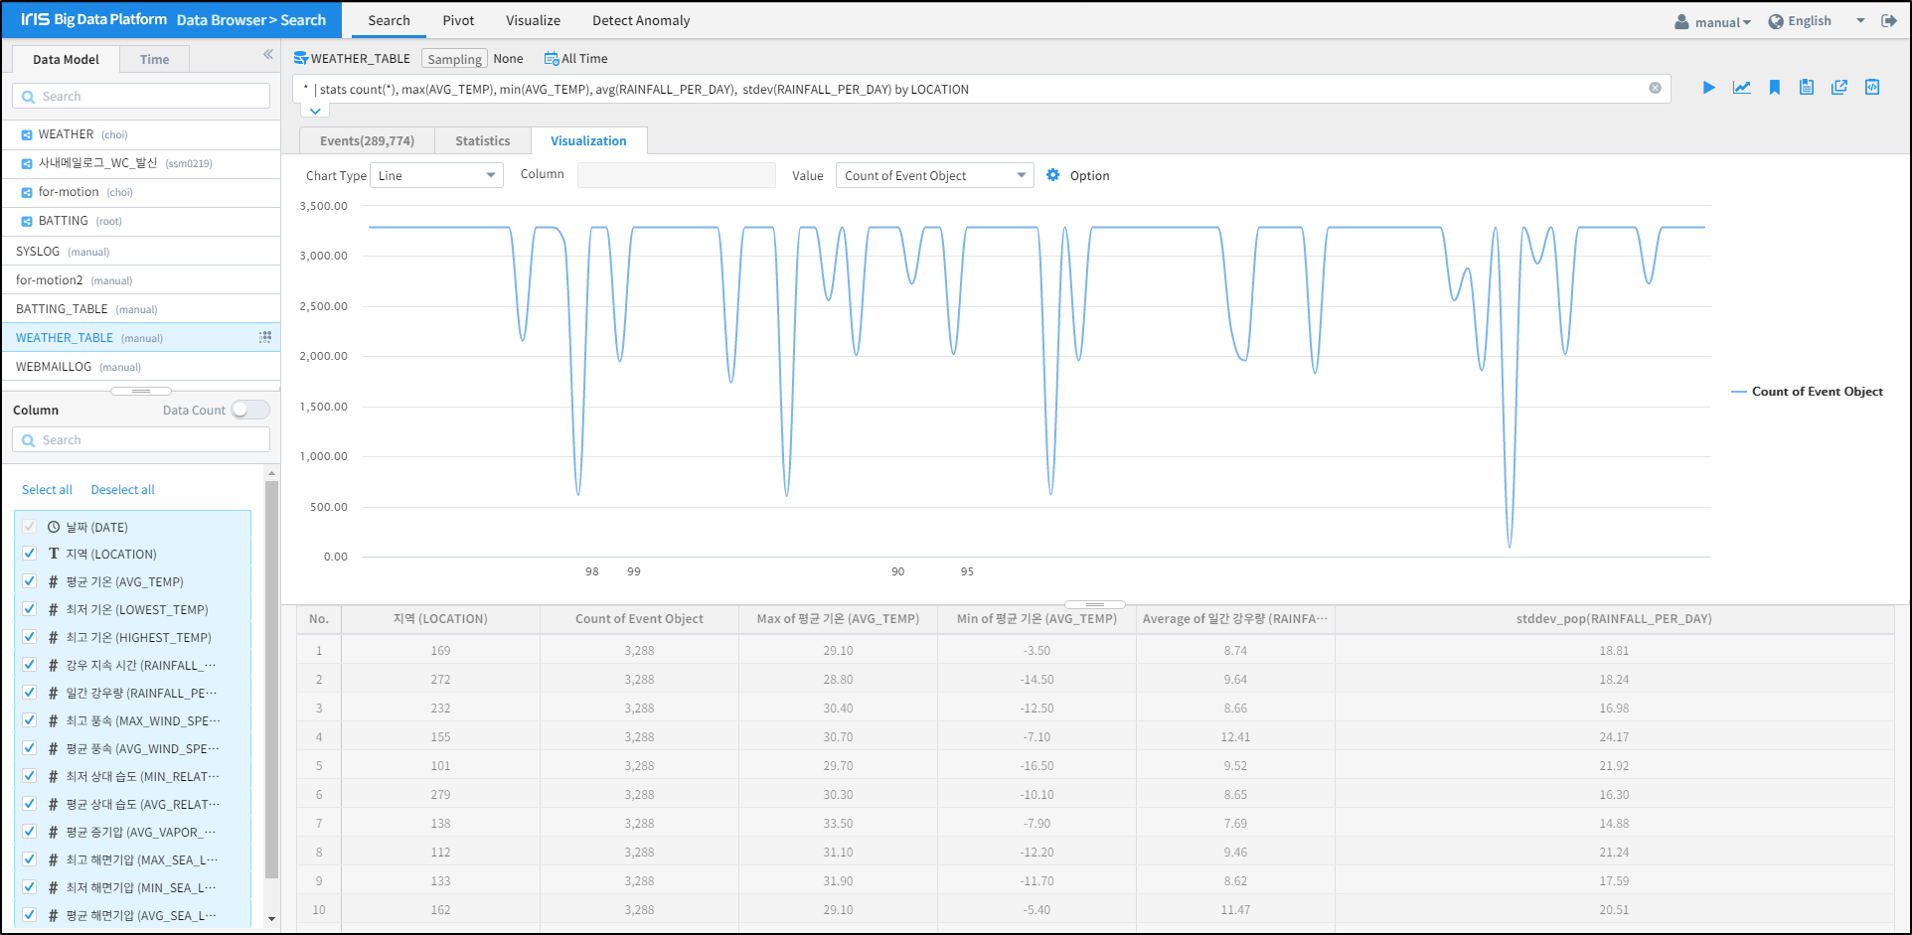 IRIS Big Data Platform Data Browser > Search Search Pivot Visualize Detect Anomaly manual English
Data Model Time
Search
WEATHER (choi)
사내메일로그_WC_발신 (ssm0219)
for-motion (choi)
BATTING (root)
SYSLOG (manual)
for-motion2 (manual)
BATTING_TABLE (manual)
WEATHER_TABLE (manual)
WEBMAILLOG (manual)
Column Data Count
Search
Select all Deselect all
날짜 (DATE)
T 지역 (LOCATION)
# 평균 기온 (AVG_TEMP)
# 최저 기온 (LOWEST_TEMP)
# 최고 기온 (HIGHEST_TEMP)
# 강우 지속 시간 (RAINFALL_···
# 일간 강우량 (RAINFALL_PE···
# 최고 풍속 (MAX_WIND_SPE···
# 평균 풍속 (AVG_WIND_SPE···
# 최저 상대 습도 (MIN_RELAT···
# 평균 상대 습도 (AVG_RELAT···
# 평균 증기압 (AVG_VAPOR_···
# 최고 해면기압 (MAX_SEA_L···
# 최저 해면기압 (MIN_SEA_L···
# 평균 해면기압 (AVG_SEA_L···
WEATHER_TABLE Sampling None All Time
* | stats count(*), max(AVG_TEMP), min(AVG_TEMP), avg(RAINFALL_PER_DAY), stdev(RAINFALL_PER_DAY) by LOCATION
Events(289,774) Statistics Visualization
Chart Type Line Column Value Count of Event Object Option
3,500.00
3,000.00
2,500.00
2,000.00
1,500.00
1,000.00
500.00
0.00
98 99 90 95
Count of Event Object
No. 지역 (LOCATION) Count of Event Object Max of 평균 기온 (AVG_TEMP) Min of 평균 기온 (AVG_TEMP) Average of 일간 강우량 (RAINFA··· stddev_pop(RAINFALL_PER_DAY)
1 169 3,288 29.10 -3.50 8.74 18.81
2 272 3,288 28.80 -14.50 9.64 18.24
3 232 3,288 30.40 -12.50 8.66 16.98
4 155 3,288 30.70 -7.10 12.41 24.17
5 101 3,288 29.70 -16.50 9.52 21.92
6 279 3,288 30.30 -10.10 8.65 16.30
7 138 3,288 33.50 -7.90 7.69 14.88
8 112 3,288 31.10 -12.20 9.46 21.24
9 133 3,288 31.90 -11.70 8.62 17.59
10 162 3,288 29.10 -5.40 11.47 20.51